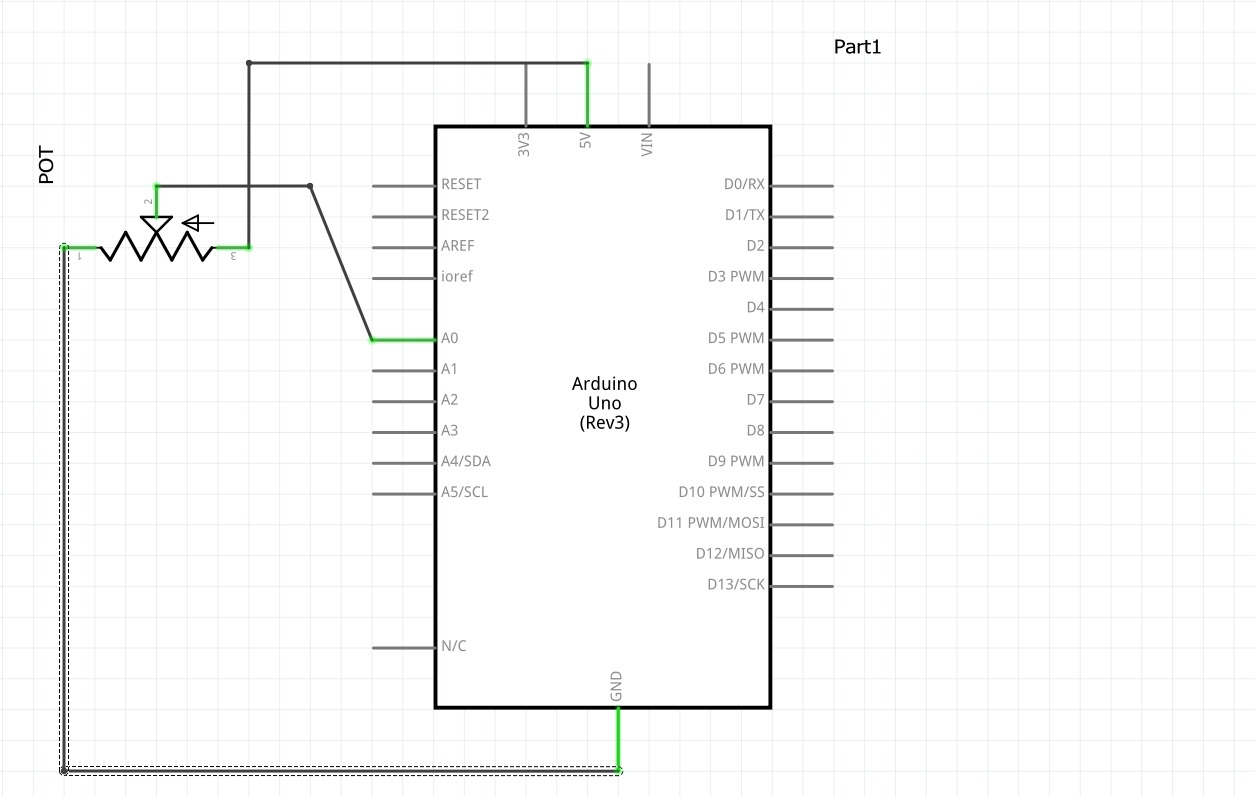 Part1
POT
3V3
5V
VIN
2
1
3
RESET
RESET2
AREF
ioref
A0
A1
A2
A3
A4/SDA
A5/SCL
N/C
Arduino
Uno
(Rev3)
D0/RX
D1/TX
D2
D3 PWM
D4
D5 PWM
D6 PWM
D7
D8
D9 PWM
D10 PWM/SS
D11 PWM/MOSI
D12/MISO
D13/SCK
GND